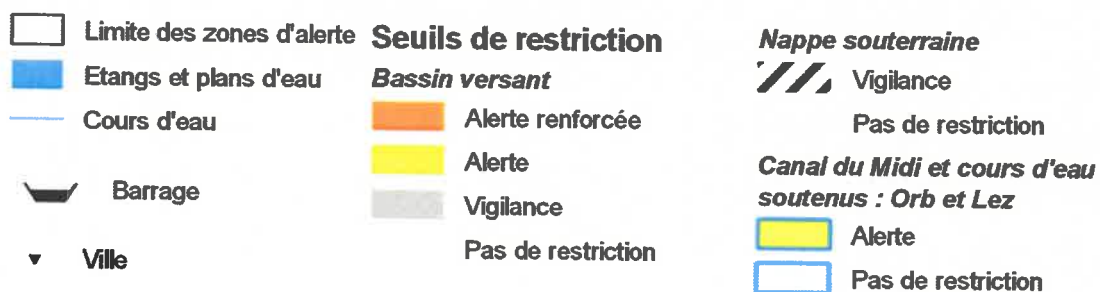 Limite des zones d'alerte
Etangs et plans d'eau
Cours d'eau
Barrage
Ville
Seuils de restriction
Bassin versant
Alerte renforcée
Alerte
Vigilance
Pas de restriction
Nappe souterraine
Vigilance
Pas de restriction
Canal du Midi et cours d'eau
soutenus : Orb et Lez
Alerte
Pas de restriction